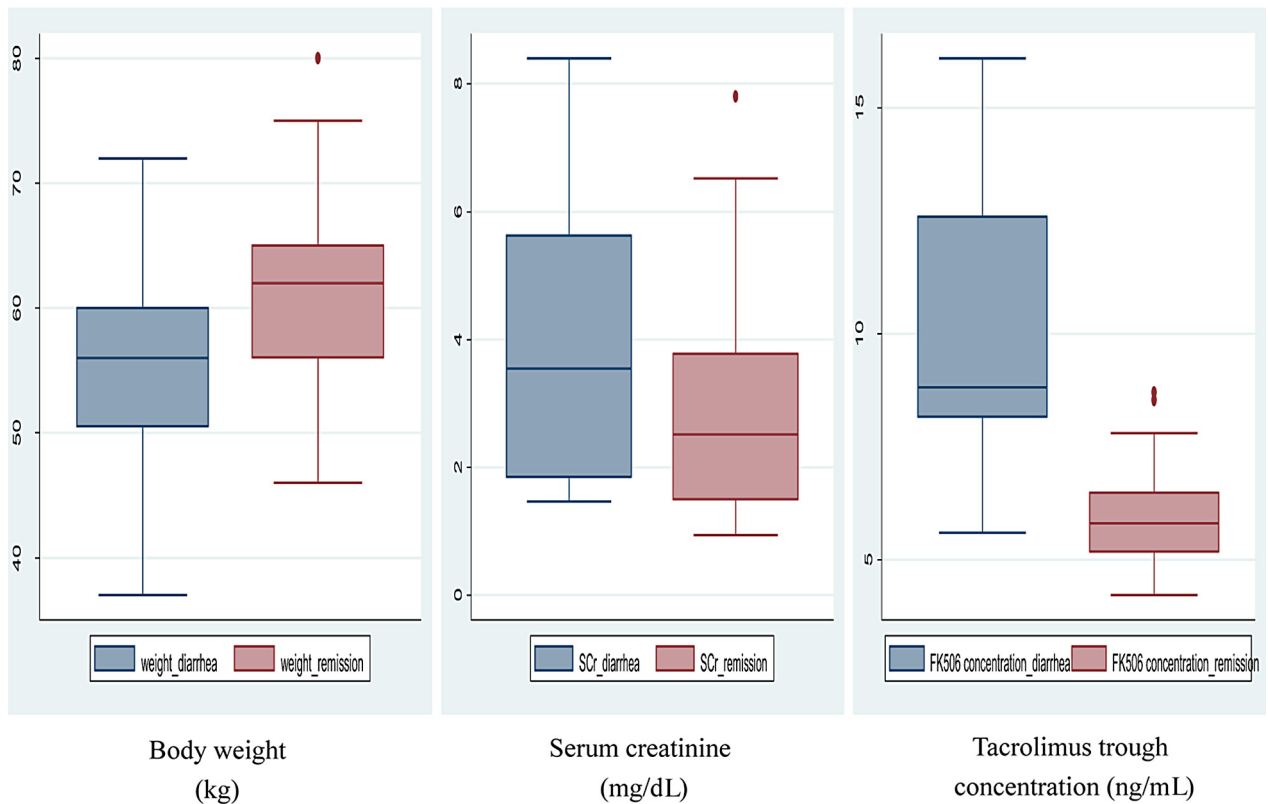 80
70
60
50
40
weight_diarrhea weight_remission
Body weight
(kg)
8
6
4
2
0
SCr_diarrhea SCr_remission
Serum creatinine
(mg/dL)
15
10
5
FK506 concentration_diarrhea FK506 concentration_remission
Tacrolimus trough
concentration (ng/mL)